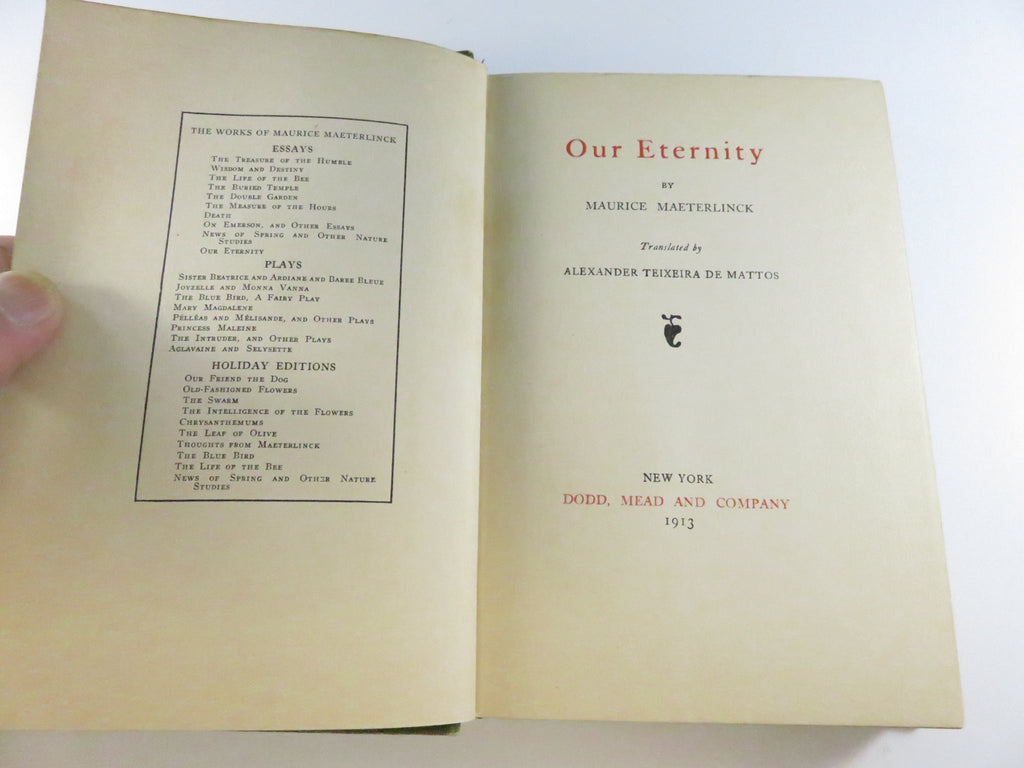 THE WORKS OF MAURICE MAETERLINCK
ESSAYS
THE TREASURE OF THE HUMBLE
WISDOM AND DESTINY
THE LIFE OF THE BEE
THE BURIED TEMPLE
THE DOUBLE GARDEN
THE MEASURE OF THE HOURS
DEATH
ON EMERSON, AND OTHER ESSAYS
NEWS OF SPRING AND OTHER NATURE
STUDIES
OUR ETERNITY
PLAYS
SISTER BEATRICE AND ARDIANE AND BARBE BLEUE
JOYZELLE AND MONNA VANNA
THE BLUE BIRD, A FAIRY PLAY
MARY MAGDALENE
PÉLLÉAS AND MÉLISANDE, AND OTHER PLAYS
PRINCESS MALEINE
THE INTRUDER, AND OTHER PLAYS
AGLAVAINE AND SELYSETTE
HOLIDAY EDITIONS
OUR FRIEND THE DOG
OLD-FASHIONED FLOWERS
THE SWARM
THE INTELLIGENCE OF THE FLOWERS
CHRYSANTHEMUMS
THE LEAF OF OLIVE
THOUGHTS FROM MAETERLINCK
THE BLUE BIRD
THE LIFE OF THE BEE
NEWS OF SPRING AND OTHER NATURE
STUDIES
Our Eternity
BY
MAURICE MAETERLINCK
Translated by
ALEXANDER TEIXEIRA DE MATTOS
NEW YORK
DODD, MEAD AND COMPANY
1913